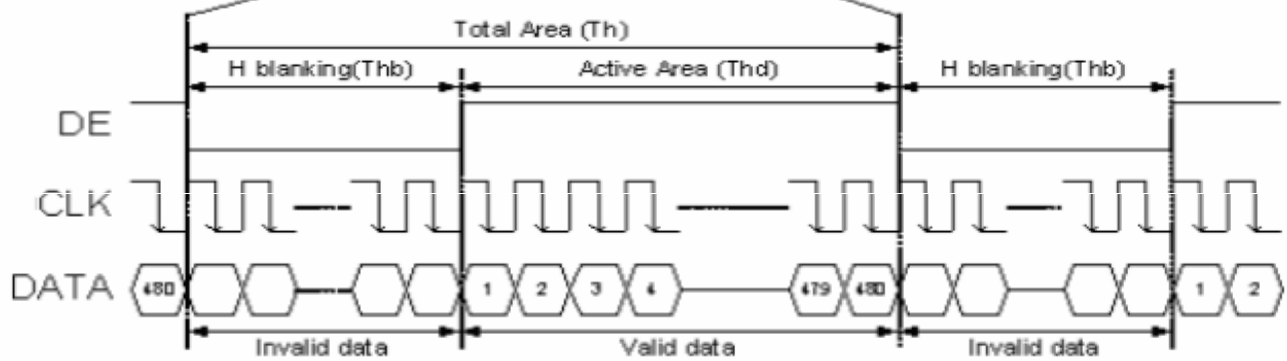 Total Area (Th)
H blanking(Thb) Active Area (Thd) H blanking(Thb)
DE
CLK
DATA 480 1 2 3 4 479 480 1 2
Invalid data Valid data Invalid data